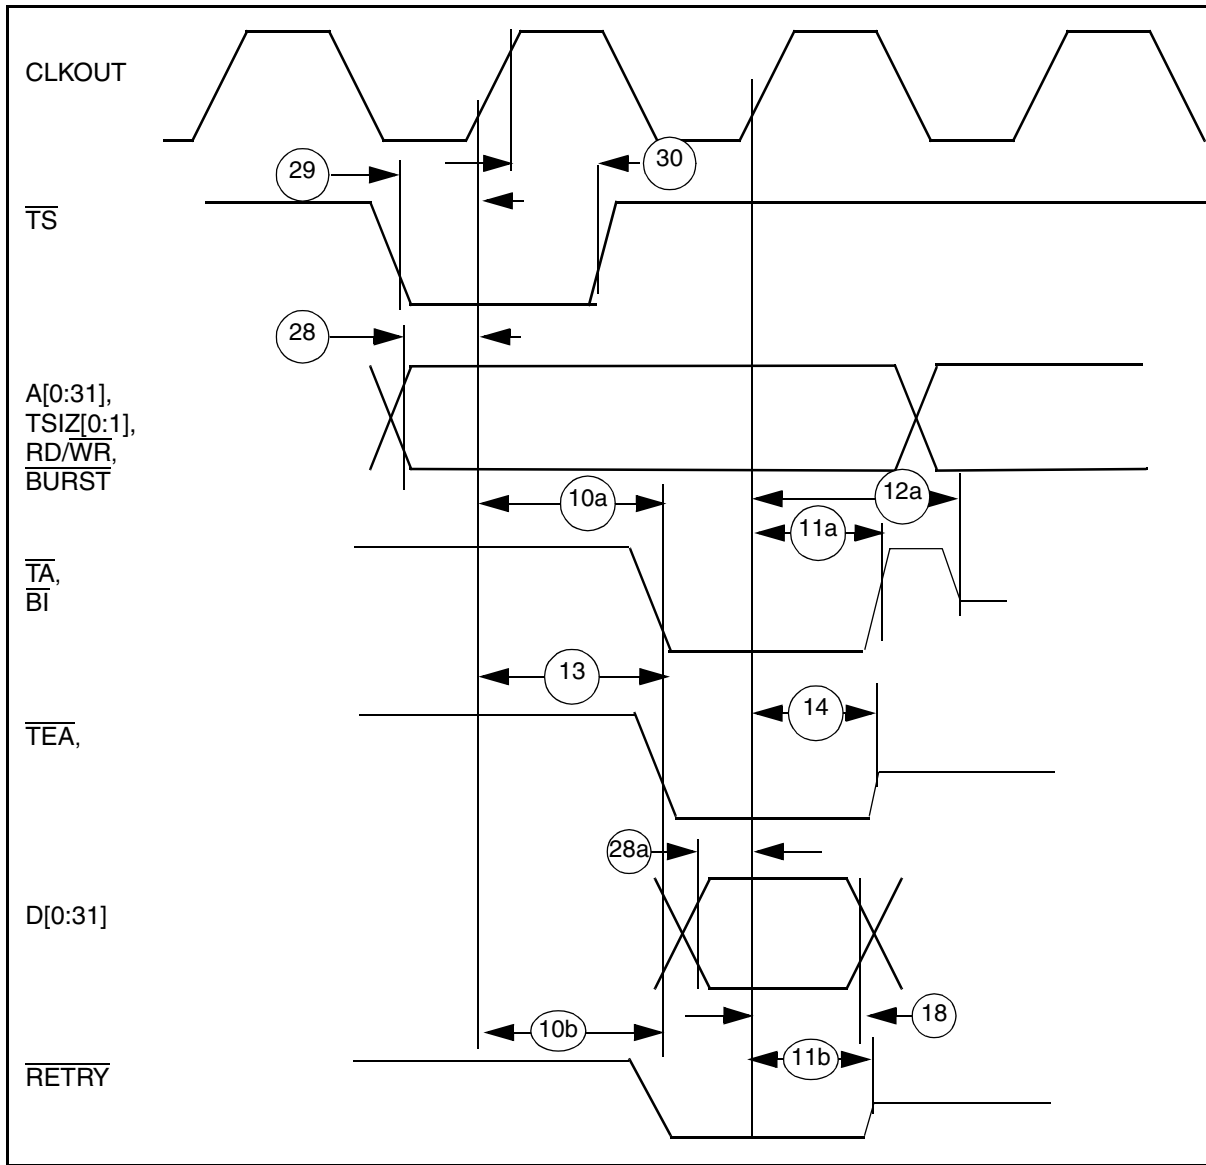 CLKOUT
29
30
TS
28
A[0:31],
TSIZ[0:1],
RD/WR,
BURST
12a
10a
11a
TA,
BI
13
14
TEA,
28a
D[0:31]
18
10b
11b
RETRY